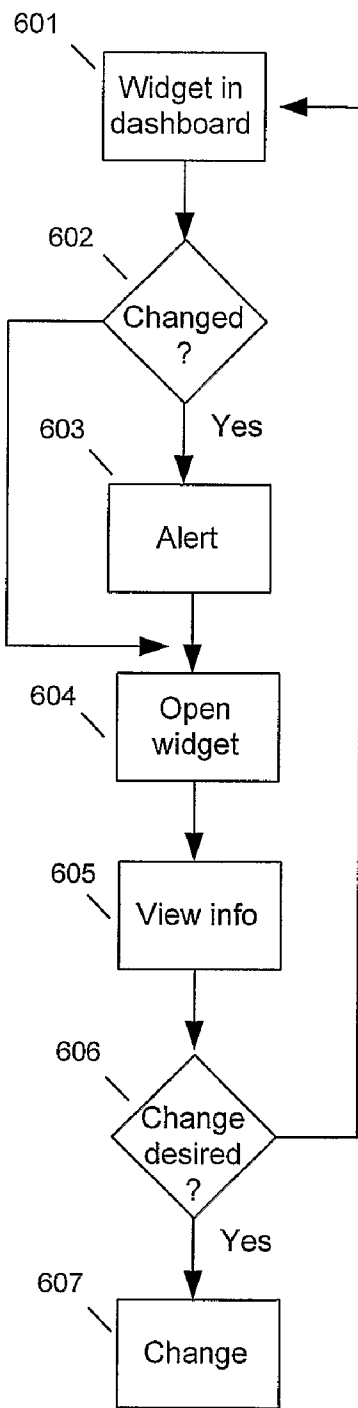 601
Widget in
dashboard
602
Changed
?
Yes
603
Alert
604
Open
widget
605
View info
606
Change
desired
?
Yes
607
Change